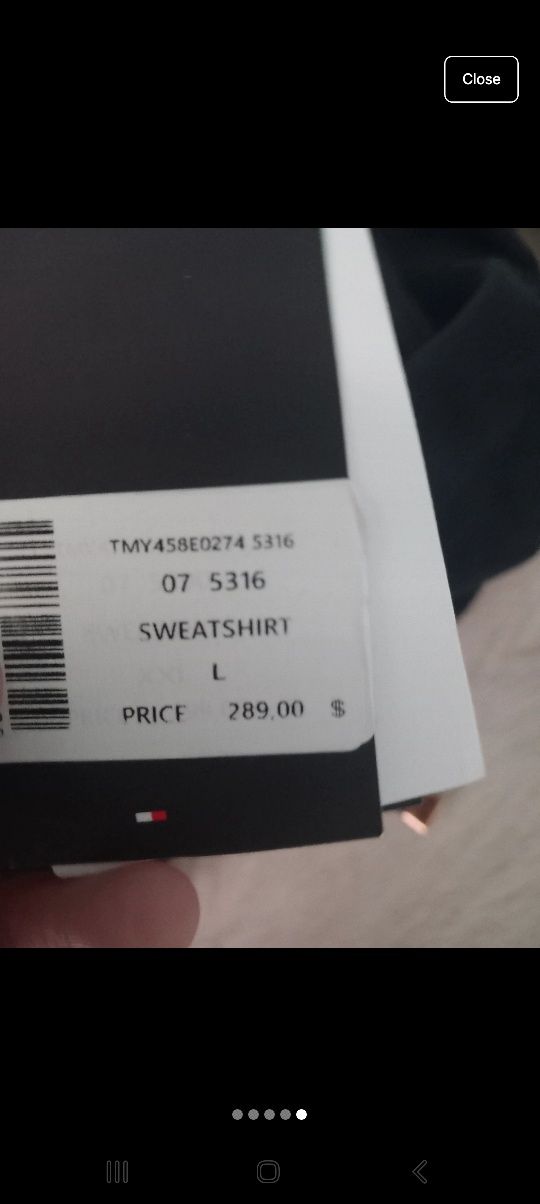 Close
TMY458E0274 5316
07 5316
SWEATSHIRT
L
PRICE 289,00 $